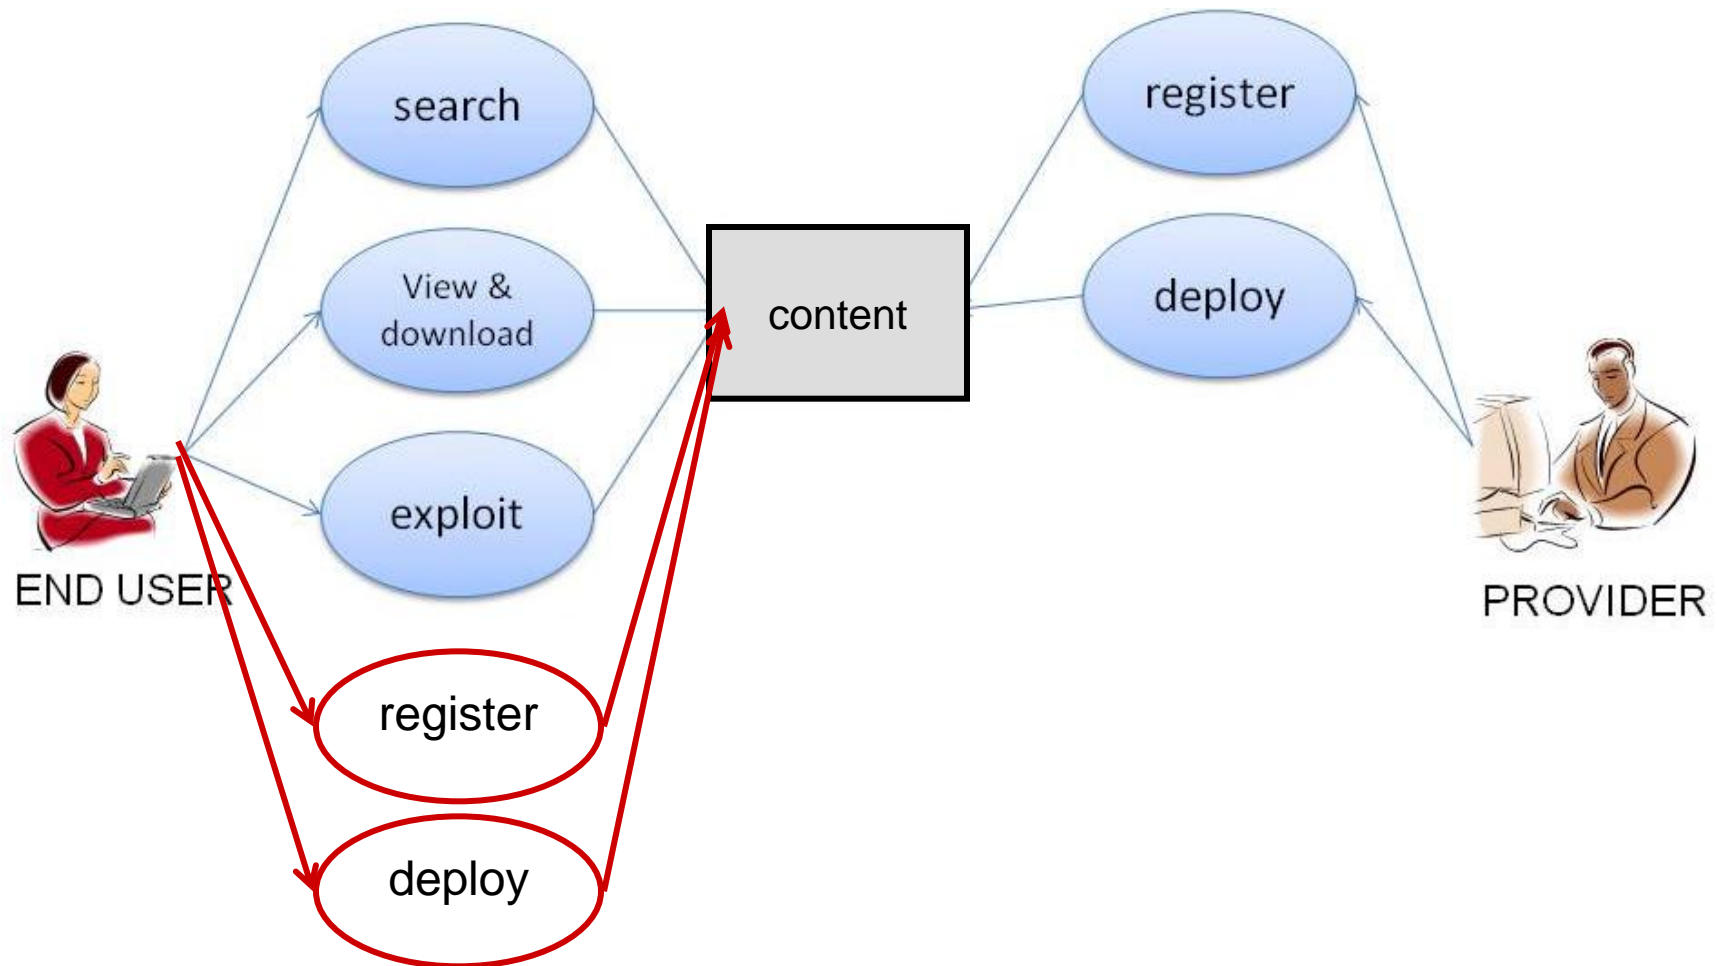 search
register
View &
download
content
deploy
exploit
END USER
PROVIDER
register
deploy